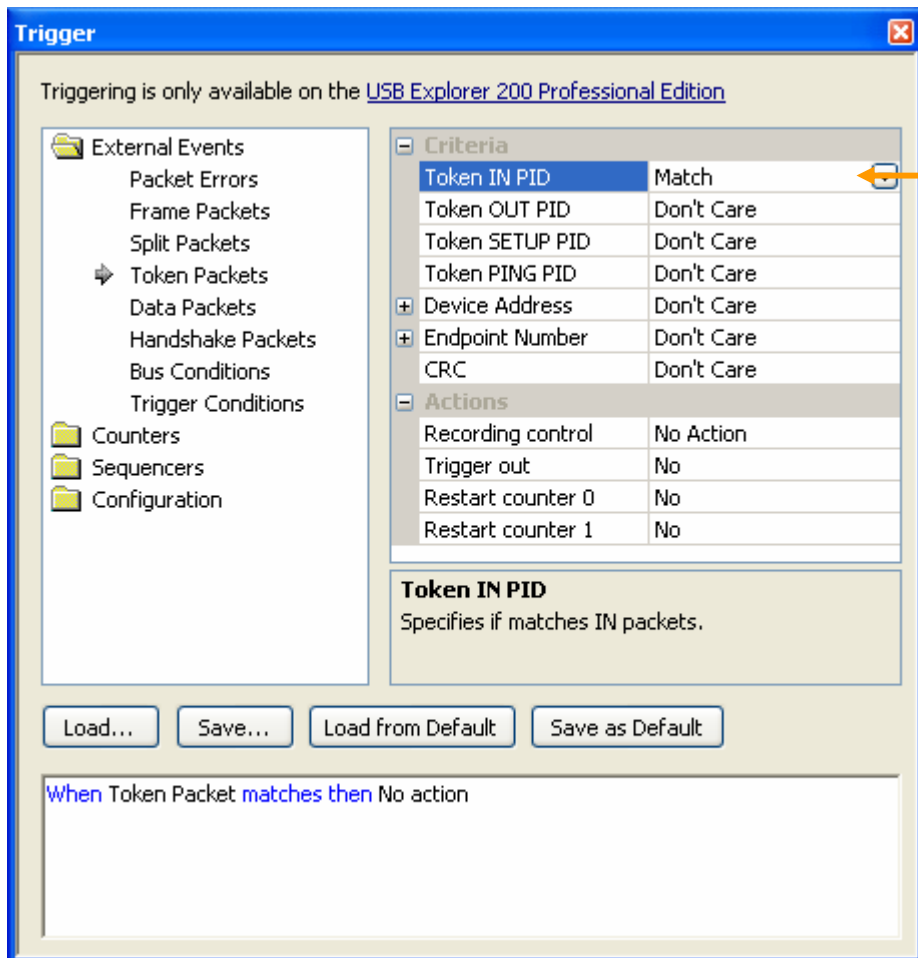 Trigger
Triggering is only available on the USB Explorer 200 Professional Edition
External Events
Packet Errors
Frame Packets
Split Packets
Token Packets
Data Packets
Handshake Packets
Bus Conditions
Trigger Conditions
Counters
Sequencers
Configuration
Criteria
Token IN PID Match
Token OUT PID Don't Care
Token SETUP PID Don't Care
Token PING PID Don't Care
Device Address Don't Care
Endpoint Number Don't Care
CRC Don't Care
Actions
Recording control No Action
Trigger out No
Restart counter 0 No
Restart counter 1 No
Token IN PID
Specifies if matches IN packets.
Load... Save... Load from Default Save as Default
When Token Packet matches then No action